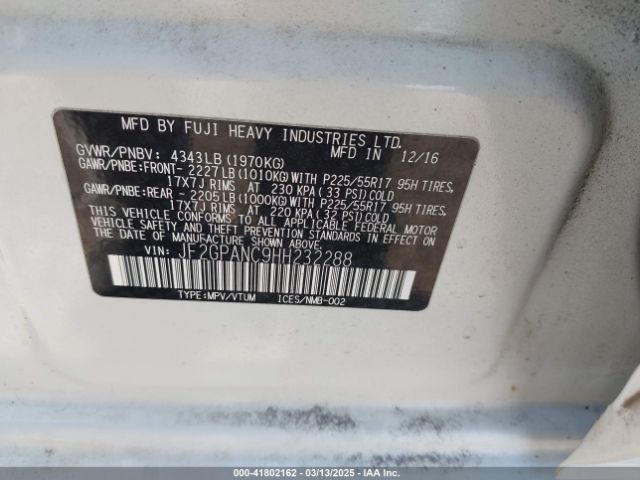 MFD BY FUJI HEAVY INDUSTRIES LTD.
GVWR/PNBV: 4343LB(1970KG) MFD IN 12/16
GAWR/PNBE:FRONT- 2227LB(1010KG)WITH P225/55R17 95H TIRES,
17X7J RIMS AT 230 KPA(33 PSI)COLD
GAWR/PNBE:REAR - 2205LB(1000KG)WITH P225/55R17 95H TIRES,
17X7J RIMS AT 220 KPA(32 PSI)COLD
THIS VEHICLE CONFORMS TO ALL APPLICABLE FEDERAL MOTOR
VEHICLE SAFETY AND THEFT PREVENTION STANDARDS IN EFFECT
ON THE DATE OF MANUFACTURE SHOWN ABOVE.
VIN: JF2GPANC9HH232288
TYPE:MPV/VTUM ICES/NMB-002
000-41802162 — 03/13/2025 — IAAI.COM